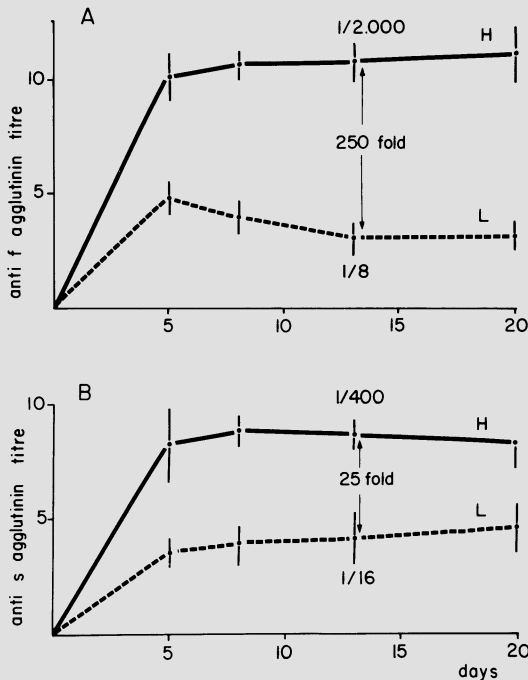 A
1/2.000
H
10
250 fold
5
L
1/8
anti f agglutinin titre
5
10
15
20
B
1/400
10
H
25 fold
5
L
1/16
anti s agglutinin titre
5
10
15
20
days